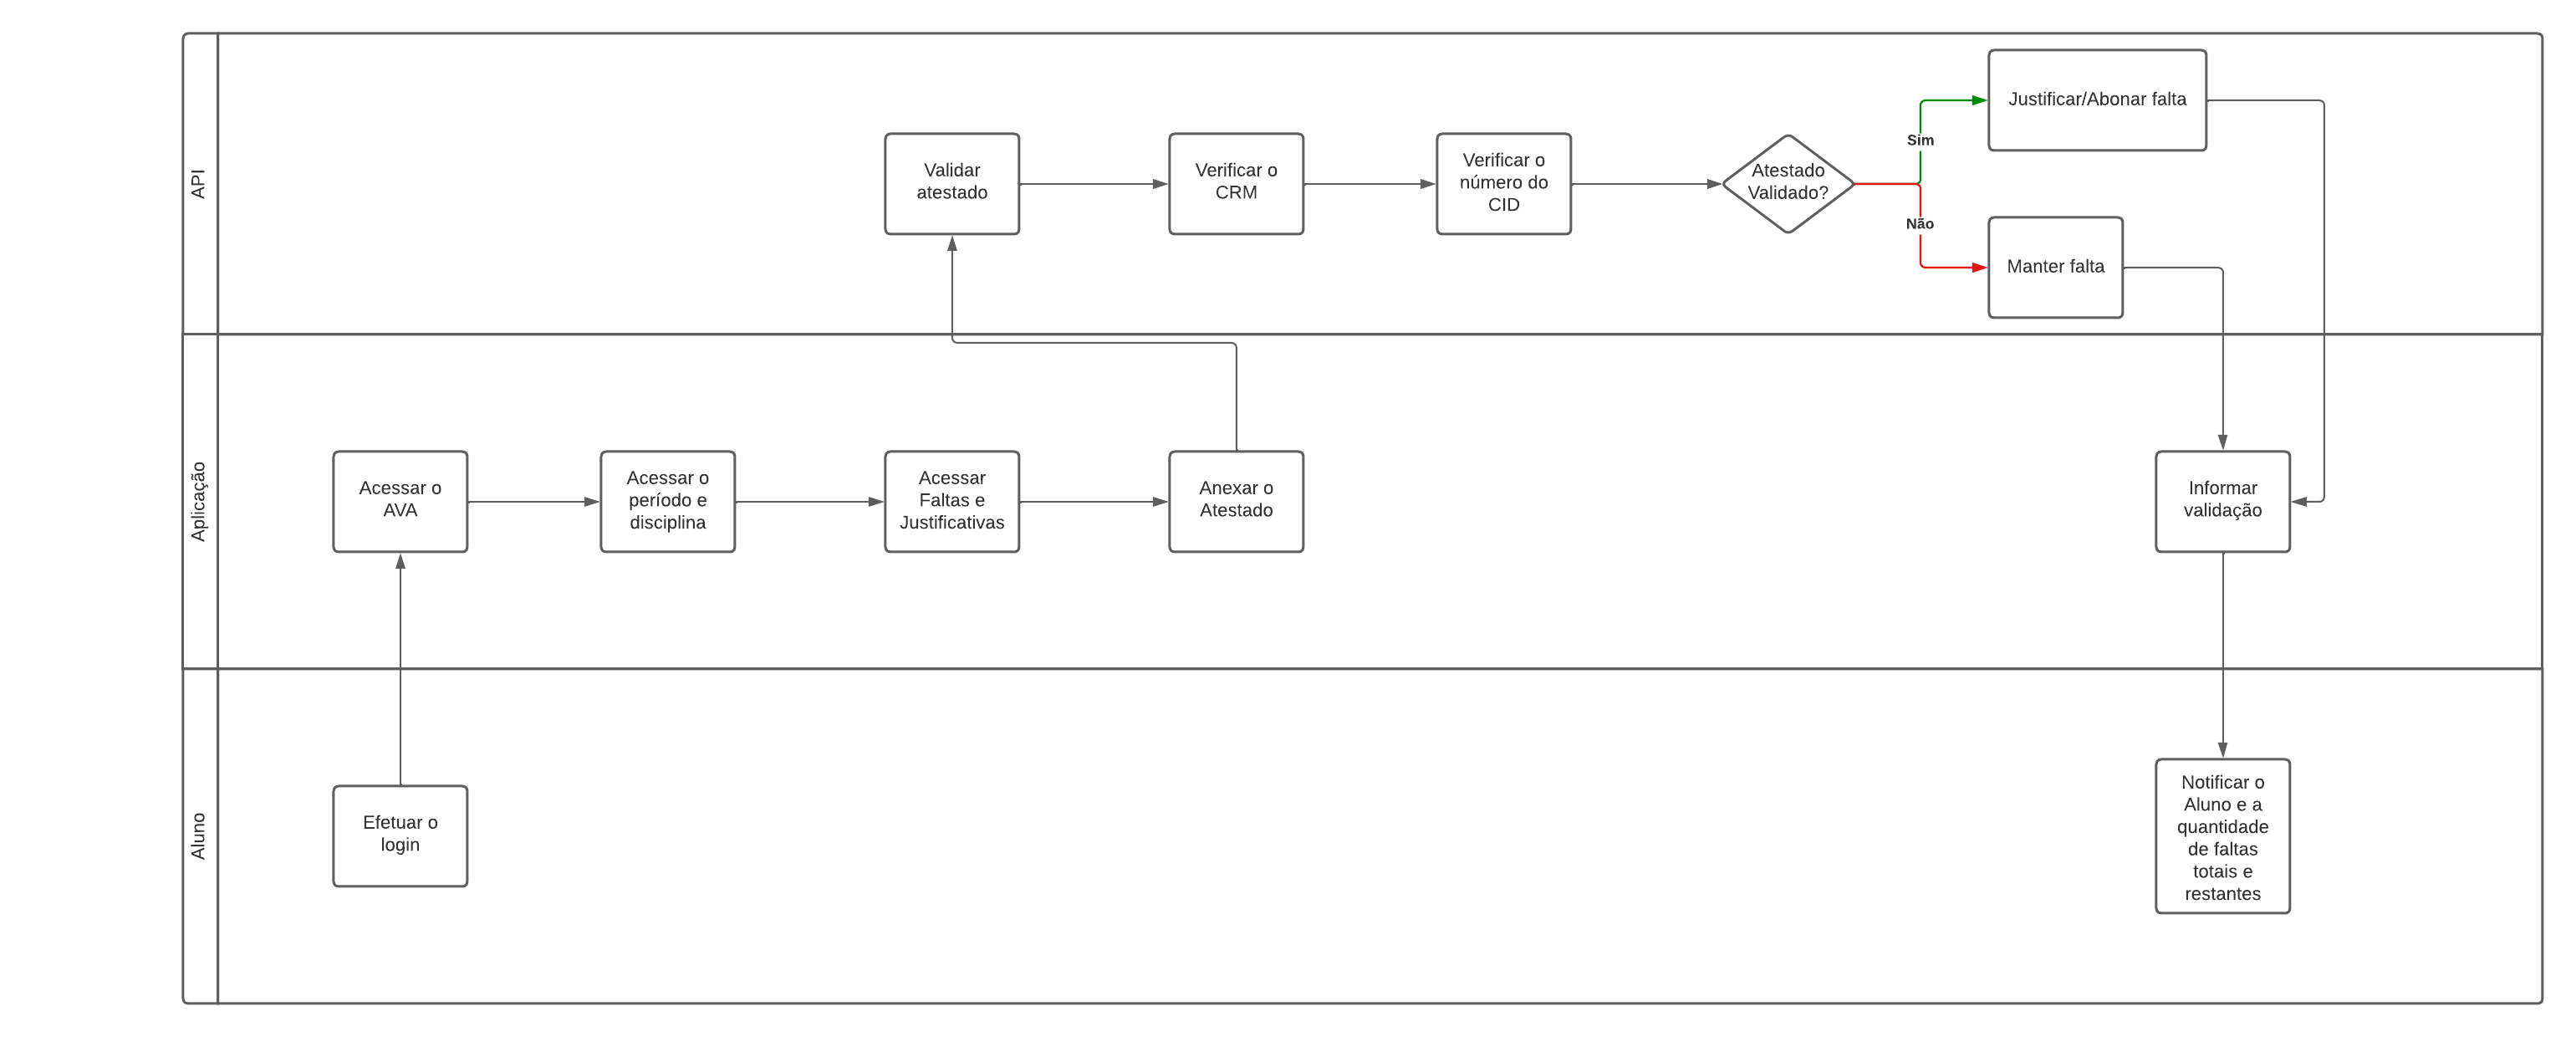 API
Validar
atestado
Verificar o
CRM
Verificar o
número do
CID
Atestado
Validado?
Sim
Não
Justificar/Abonar falta
Manter falta
Aplicação
Acessar o
AVA
Acessar o
período e
disciplina
Acessar
Faltas e
Justificativas
Anexar o
Atestado
Informar
validação
Aluno
Efetuar o
login
Notificar o
Aluno e a
quantidade
de faltas
totais e
restantes